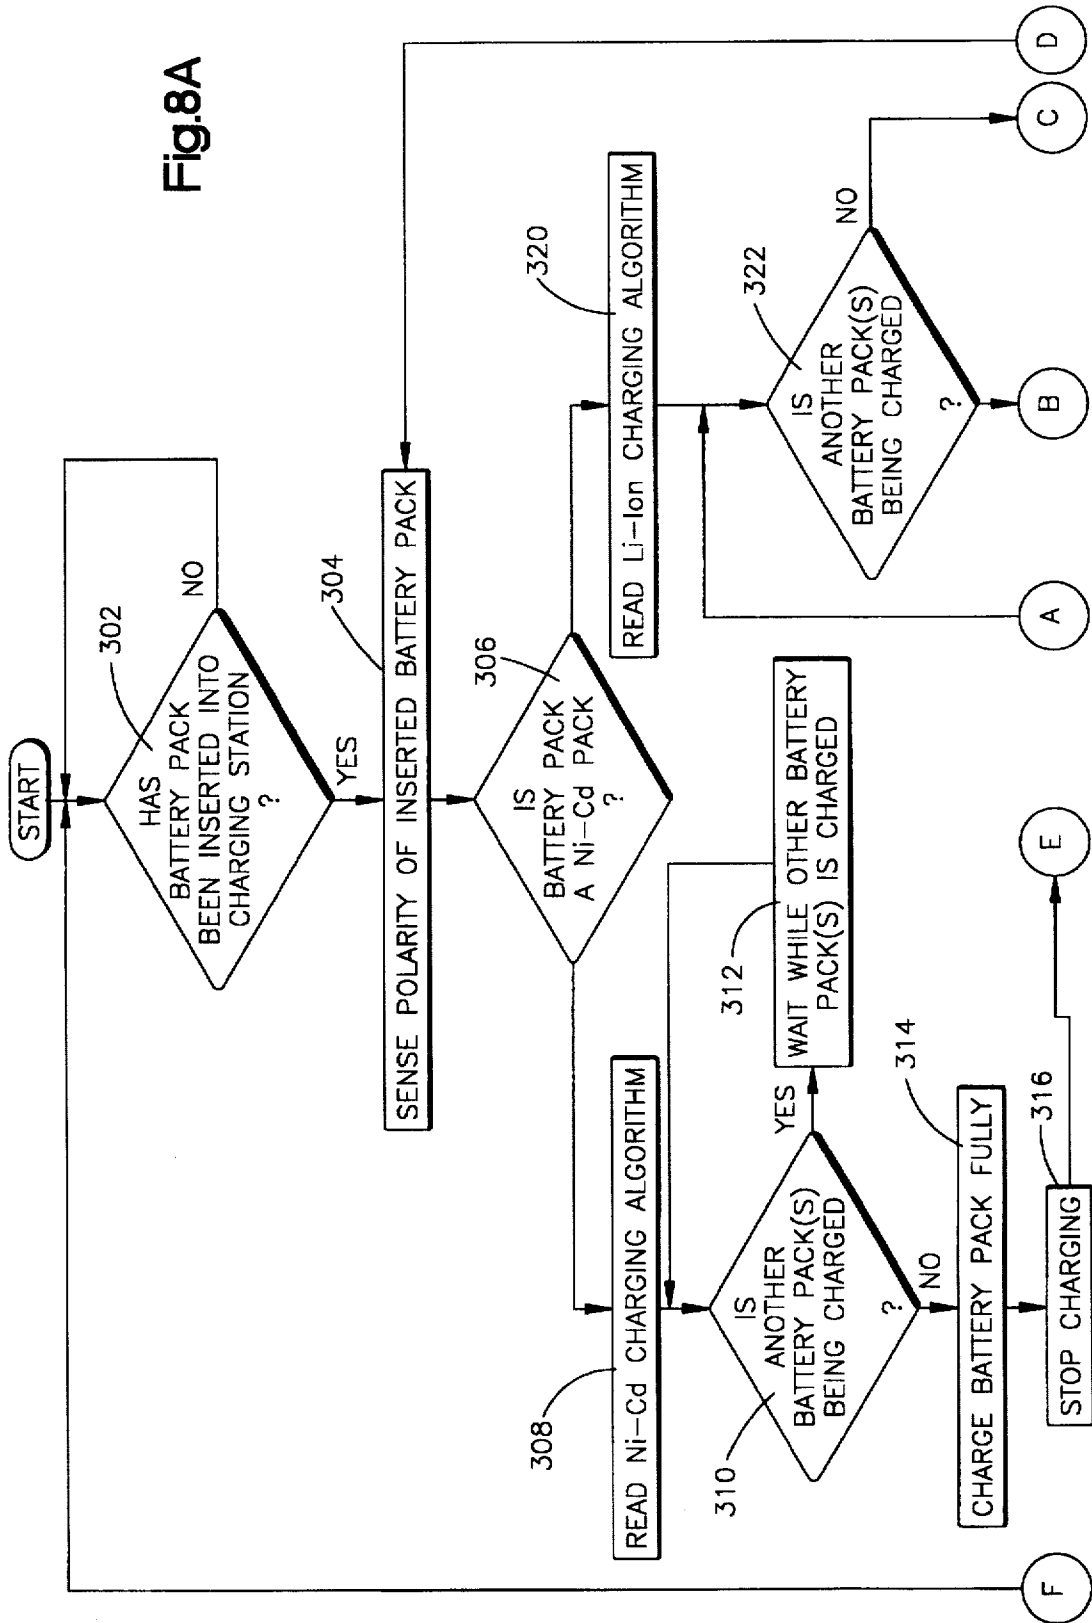 Fig.8A
START
HAS
BATTERY PACK
BEEN INSERTED INTO
CHARGING STATION
?
302
NO
YES
304
SENSE POLARITY OF INSERTED BATTERY PACK
306
IS
BATTERY PACK
A Ni-Cd PACK
?
308
READ Ni-Cd CHARGING ALGORITHM
310
IS
ANOTHER
BATTERY PACK(S)
BEING CHARGED
?
YES
NO
312
WAIT WHILE OTHER BATTERY
PACK(S) IS CHARGED
314
CHARGE BATTERY PACK FULLY
316
STOP CHARGING
320
READ Li-Ion CHARGING ALGORITHM
322
IS
ANOTHER
BATTERY PACK(S)
BEING CHARGED
?
NO
F
E
A
B
C
D